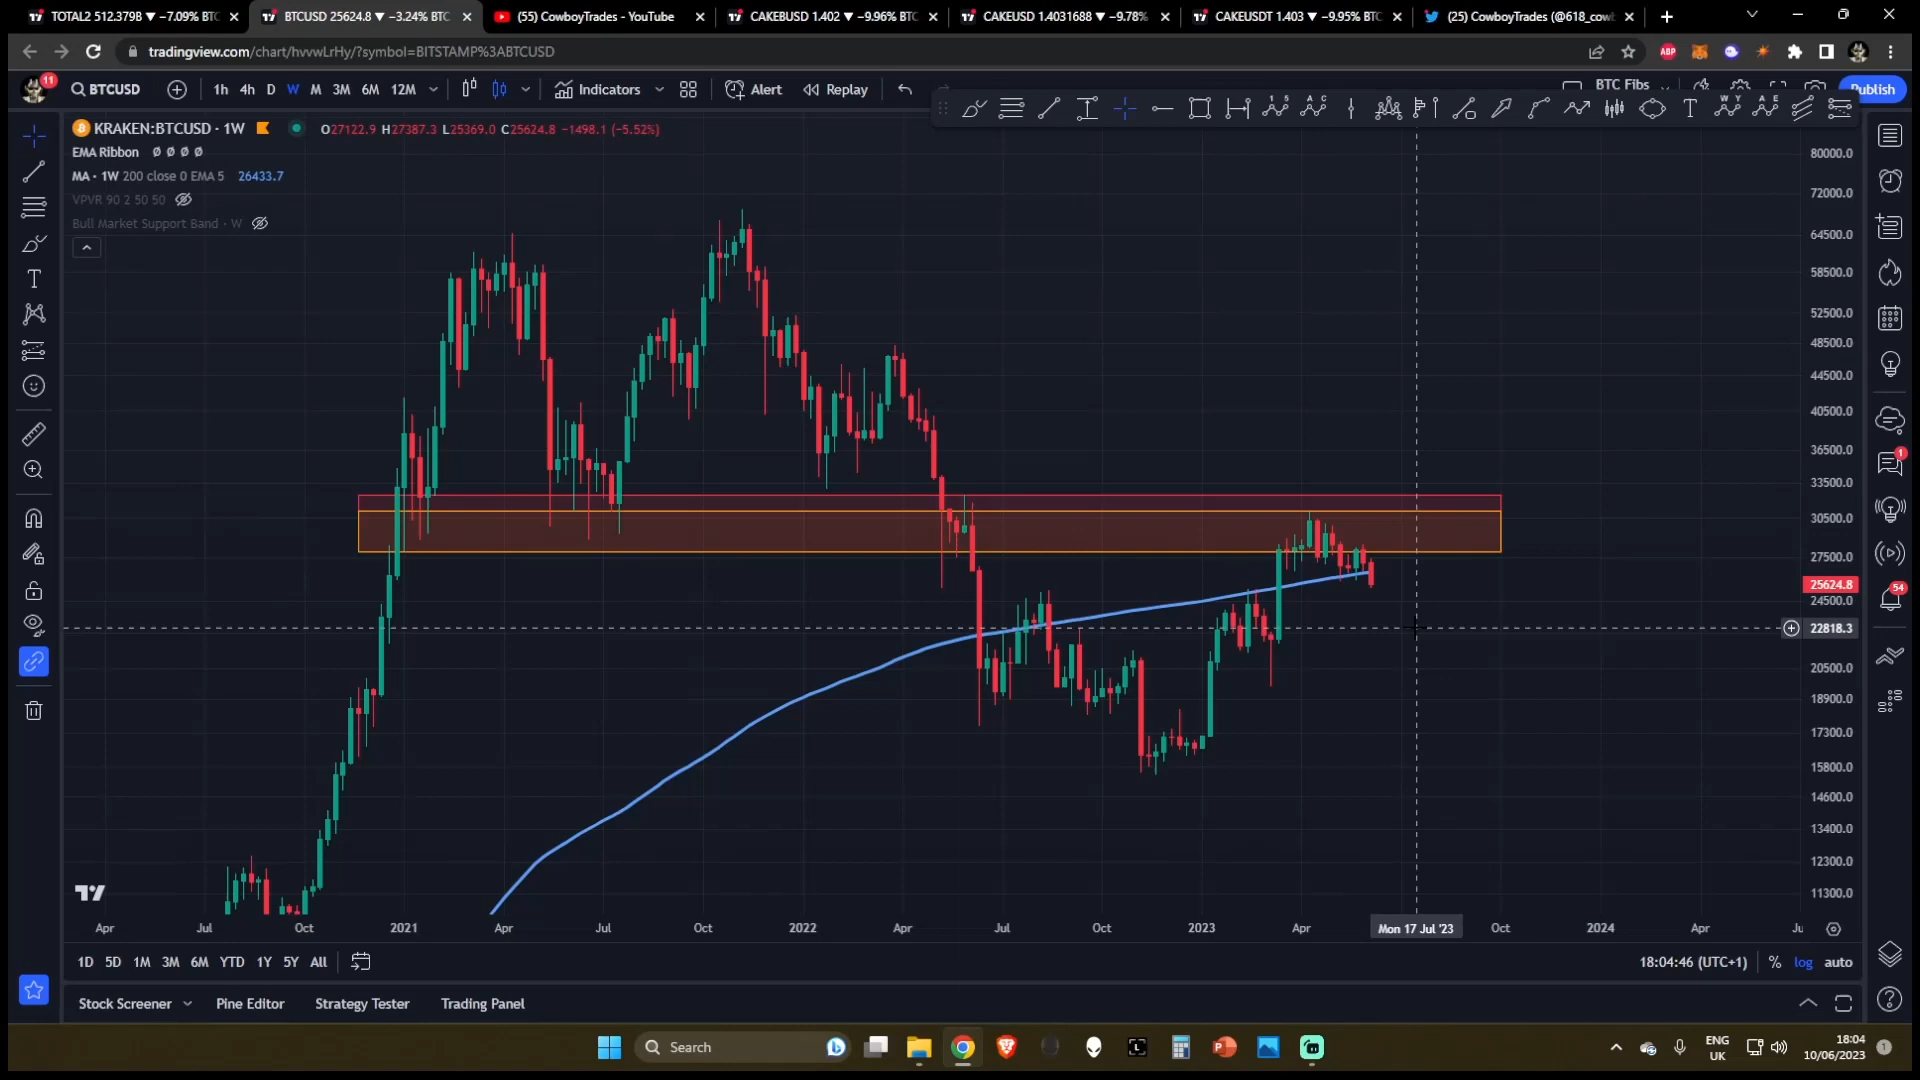 TOTAL2 512.379B ▼ −7.09% BTC
BTCUSD 25624.8 ▼ −3.24% BTC
(55) CowboyTrades - YouTube
CAKEBUSD 1.402 ▼ −9.96% BTC
CAKEUSD 1.4031688 ▼ −9.78%
CAKEUSDT 1.403 ▼ −9.95% BTC
(25) CowboyTrades (@618_cowb
tradingview.com/chart/hvvwLrHy/?symbol=BITSTAMP%3ABTCUSD
ABP
11
BTCUSD
1h 4h D W M 3M 6M 12M
Indicators
Alert
Replay
BTC Fibs
Publish
KRAKEN:BTCUSD · 1W
O27122.9 H27387.3 L25369.0 C25624.8 −1498.1 (−5.52%)
EMA Ribbon Ø Ø Ø Ø
MA · 1W 200 close 0 EMA 5 26433.7
VPVR 90 2 50 50
Bull Market Support Band · W
80000.0
72000.0
64500.0
58500.0
52500.0
48500.0
44500.0
40500.0
36500.0
33500.0
30500.0
27500.0
25624.8
24500.0
22818.3
20500.0
18900.0
17300.0
15800.0
14600.0
13400.0
12300.0
11300.0
1
54
Apr Jul Oct 2021 Apr Jul Oct 2022 Apr Jul Oct 2023 Apr Mon 17 Jul '23 Oct 2024 Apr Ju
1D 5D 1M 3M 6M YTD 1Y 5Y All
18:04:46 (UTC+1) % log auto
Stock Screener Pine Editor Strategy Tester Trading Panel
Search
ENG
UK
18:04
10/06/2023
1